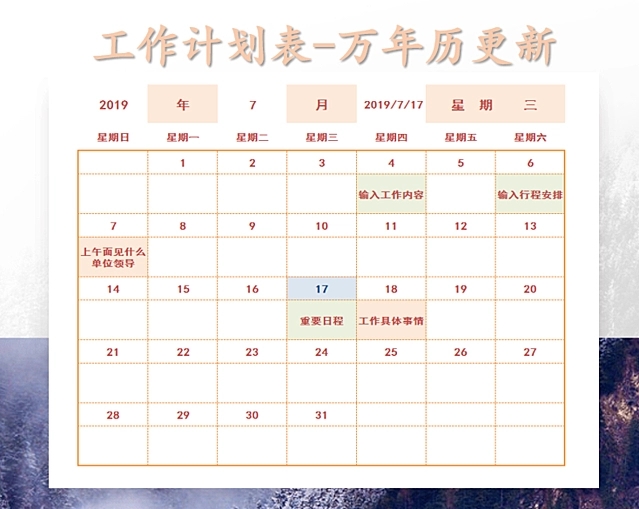 工作计划表-万年历更新
2019 年 7 月 2019/7/17 星 期 三
星期日 星期一 星期二 星期三 星期四 星期五 星期六
1 2 3 4 5 6
输入工作内容 输入行程安排
7 8 9 10 11 12 13
上午面见什么
单位领导
14 15 16 17 18 19 20
重要日程 工作具体事情
21 22 23 24 25 26 27
28 29 30 31